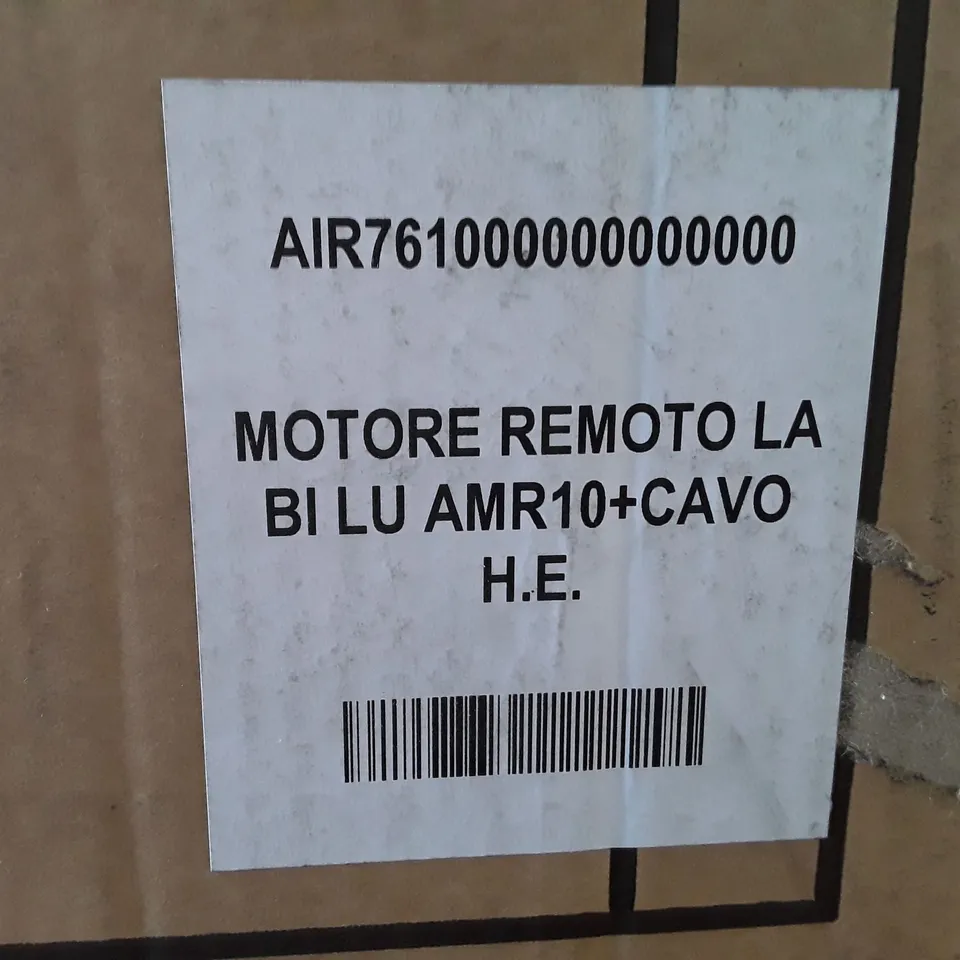 AIR761000000000000
MOTORE REMOTO LA
BI LU AMR10+CAVO
H.E.